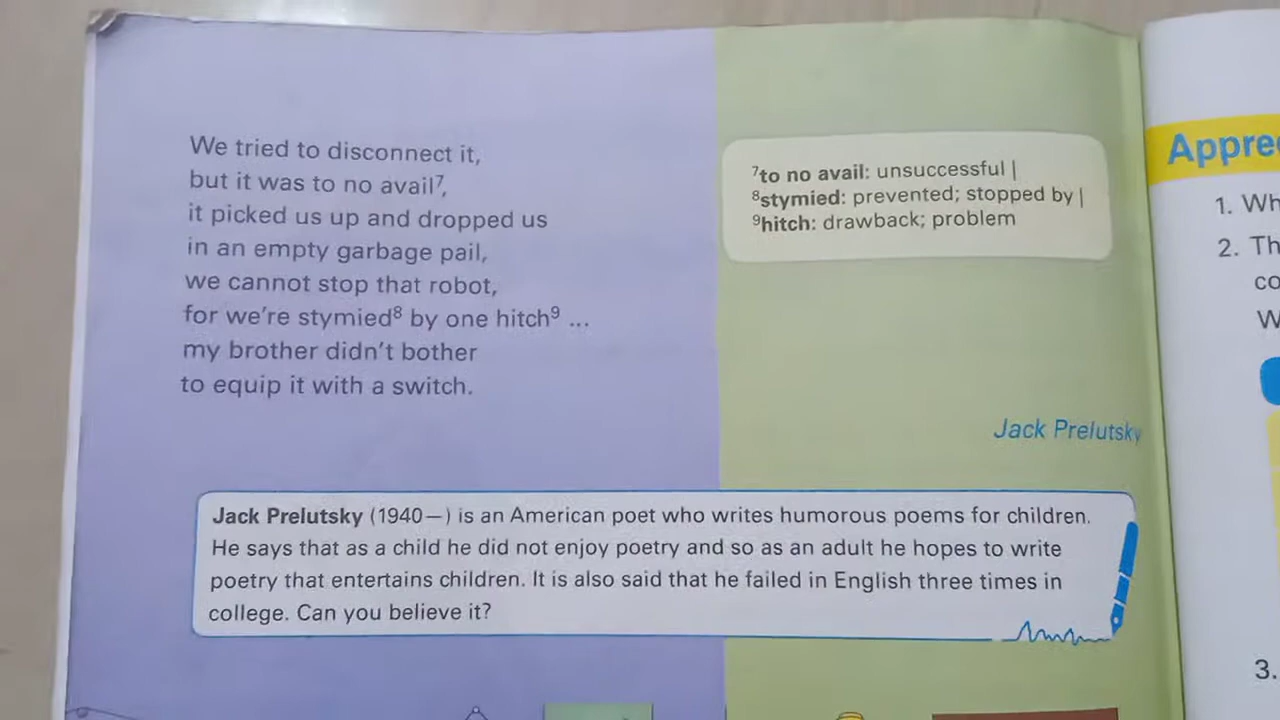 We tried to disconnect it,
but it was to no avail⁷,
it picked us up and dropped us
in an empty garbage pail,
we cannot stop that robot,
for we're stymied⁸ by one hitch⁹ ...
my brother didn't bother
to equip it with a switch.
⁷to no avail: unsuccessful |
⁸stymied: prevented; stopped by |
⁹hitch: drawback; problem
Jack Prelutsky
Jack Prelutsky (1940–) is an American poet who writes humorous poems for children.
He says that as a child he did not enjoy poetry and so as an adult he hopes to write
poetry that entertains children. It is also said that he failed in English three times in
college. Can you believe it?
1.
2.
3.